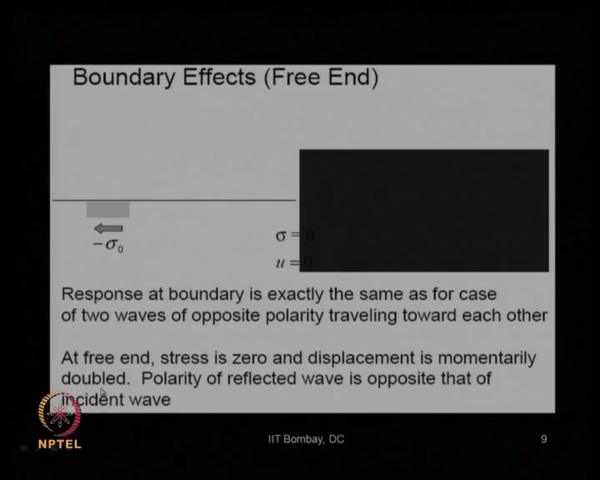 Boundary Effects (Free End)
−σ₀
σ = 0
u = 0
Response at boundary is exactly the same as for case
of two waves of opposite polarity traveling toward each other
At free end, stress is zero and displacement is momentarily
doubled. Polarity of reflected wave is opposite that of
incident wave
NPTEL
IIT Bombay, DC
9